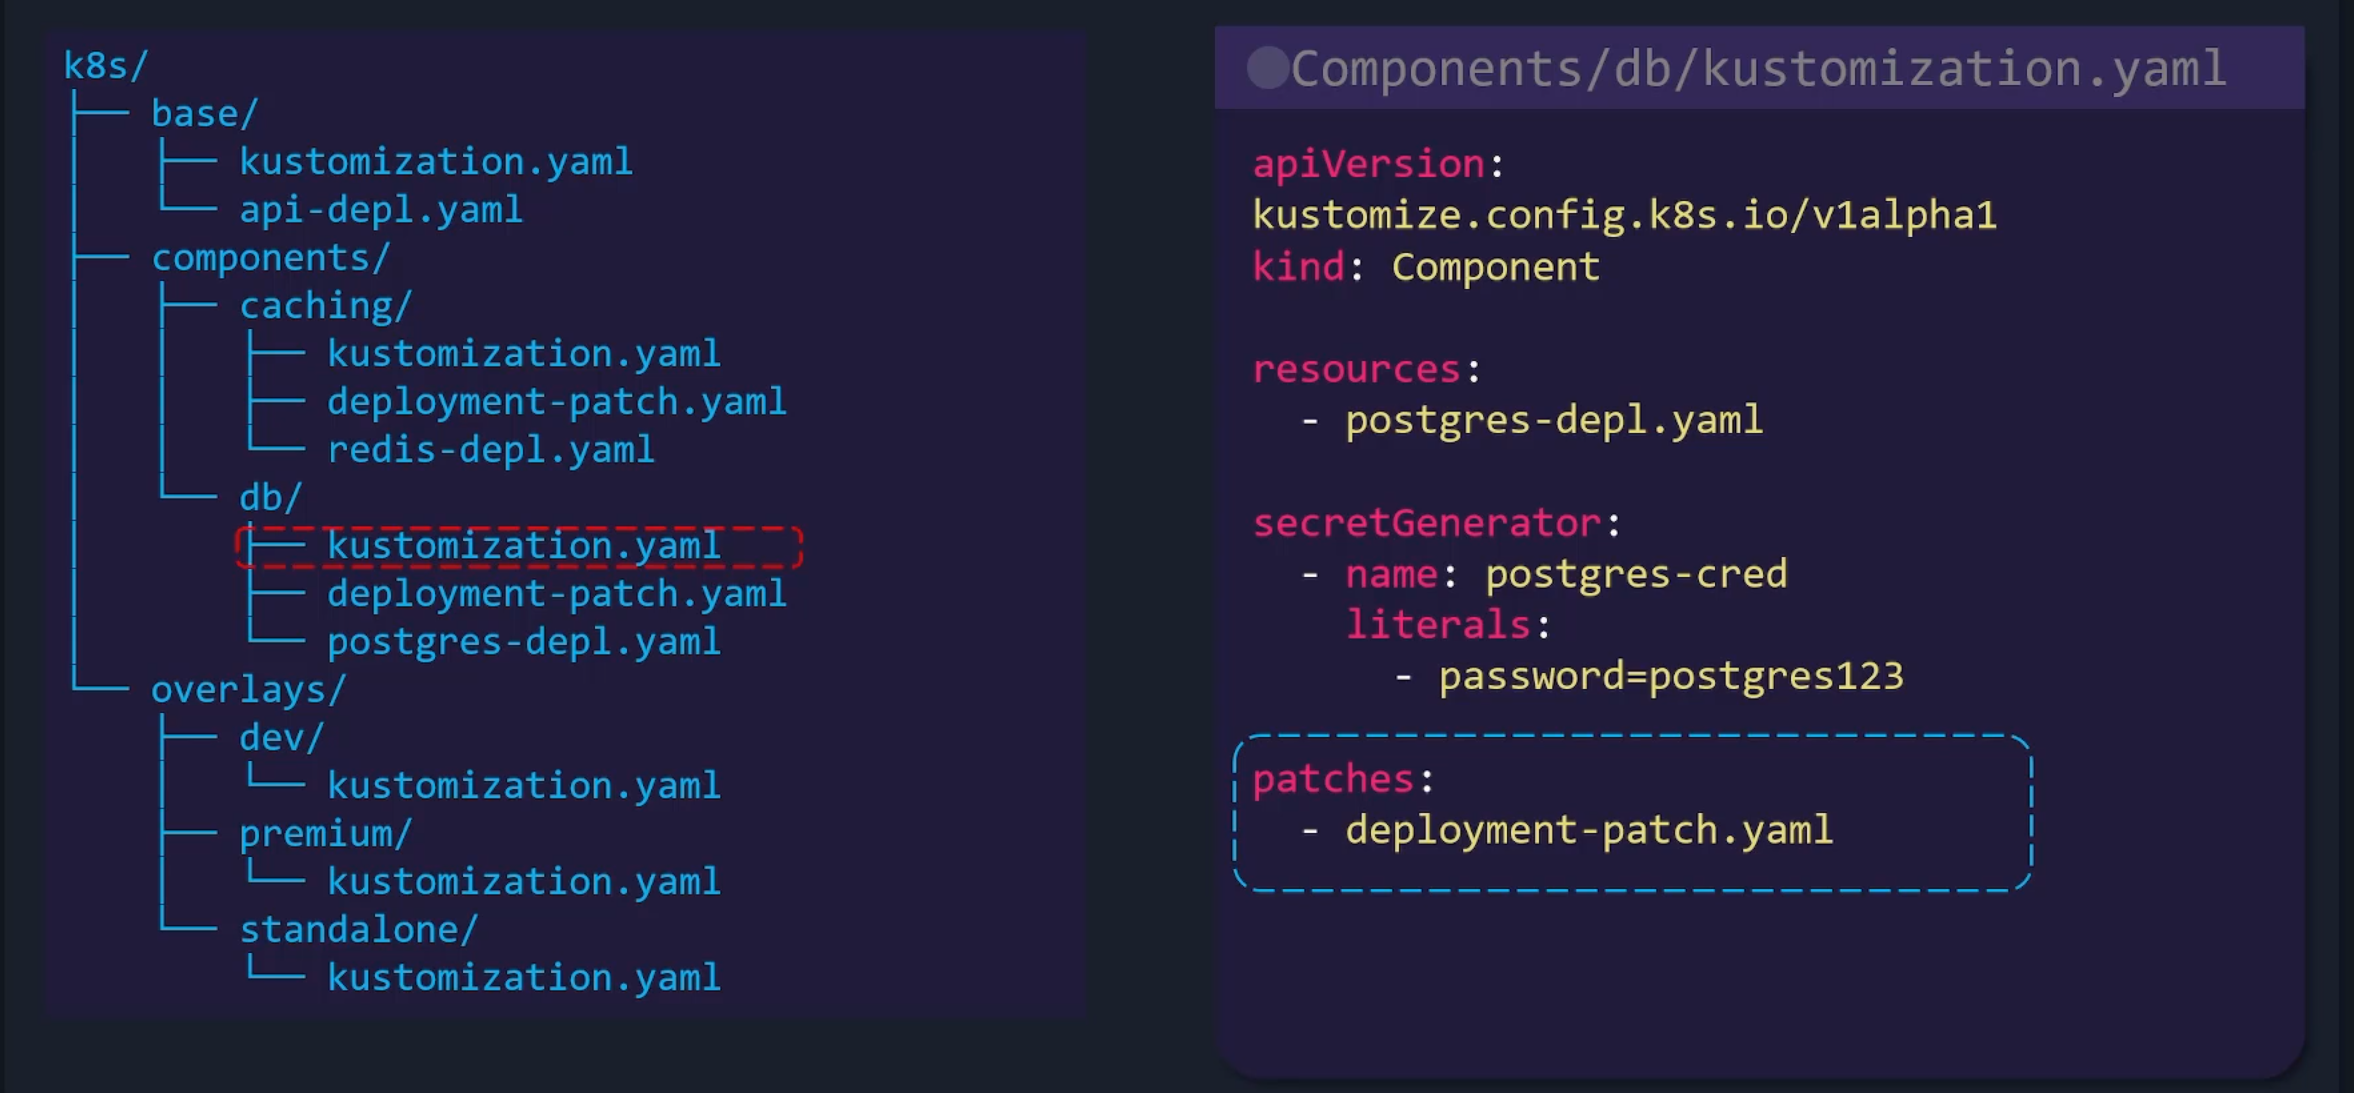 k8s/
├── base/
│   ├── kustomization.yaml
│   └── api-depl.yaml
├── components/
│   ├── caching/
│   │   ├── kustomization.yaml
│   │   ├── deployment-patch.yaml
│   │   └── redis-depl.yaml
│   └── db/
│       ├── kustomization.yaml
│       ├── deployment-patch.yaml
│       └── postgres-depl.yaml
└── overlays/
    ├── dev/
    │   └── kustomization.yaml
    ├── premium/
    │   └── kustomization.yaml
    └── standalone/
        └── kustomization.yaml
Components/db/kustomization.yaml
apiVersion:
kustomize.config.k8s.io/v1alpha1
kind: Component
resources:
  - postgres-depl.yaml
secretGenerator:
  - name: postgres-cred
    literals:
      - password=postgres123
patches:
  - deployment-patch.yaml